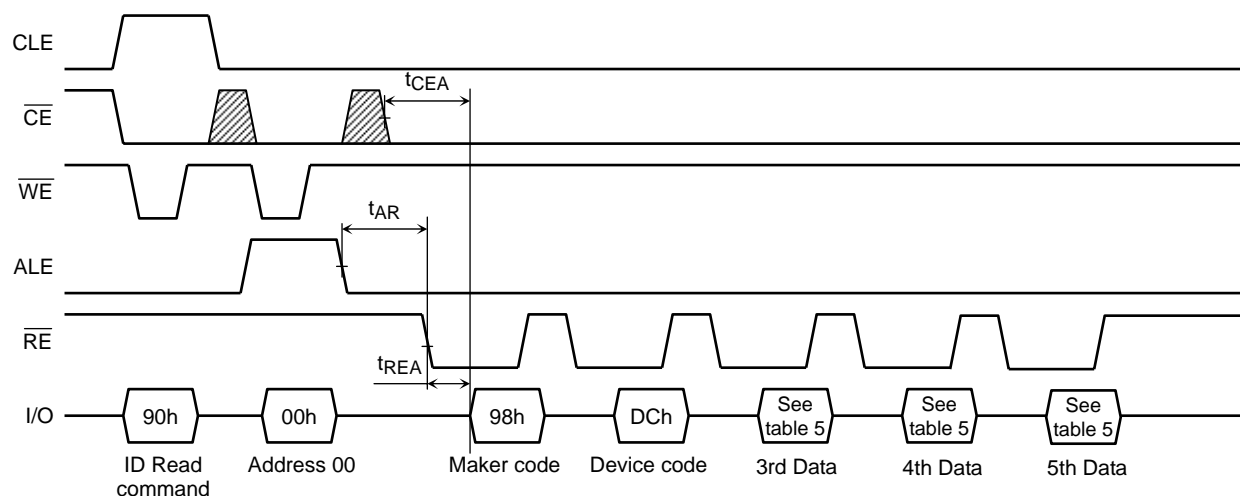 CLE
tCEA
CE
WE
tAR
ALE
RE
tREA
I/O
90h
00h
98h
DCh
See
table 5
See
table 5
See
table 5
ID Read
command
Address 00
Maker code
Device code
3rd Data
4th Data
5th Data